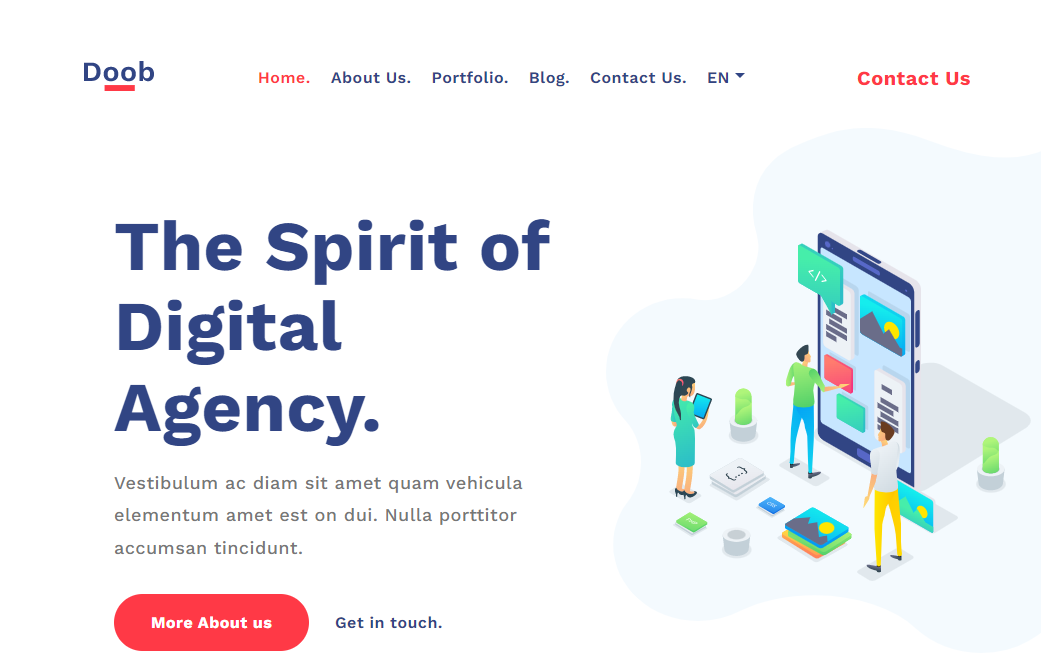 Doob
Home. About Us. Portfolio. Blog. Contact Us. EN
Contact Us
The Spirit of
Digital
Agency.
Vestibulum ac diam sit amet quam vehicula
elementum amet est on dui. Nulla porttitor
accumsan tincidunt.
More About us
Get in touch.
</> 
{...}